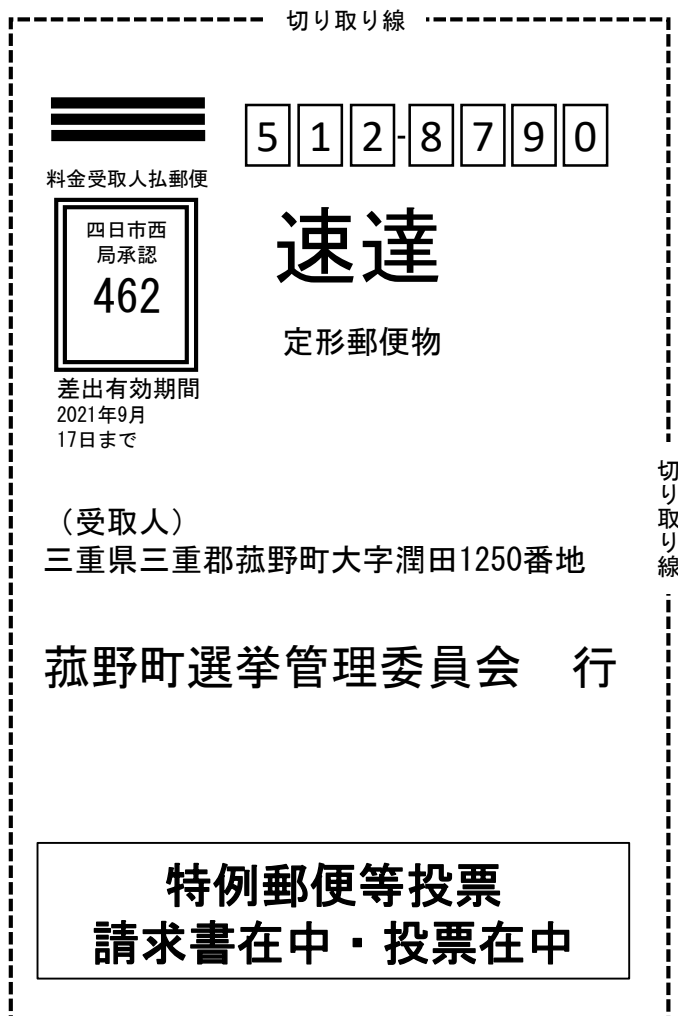 切り取り線
512-8790
料金受取人払郵便
四日市西
局承認
462
速達
定形郵便物
差出有効期間
2021年9月
17日まで
切り取り線
（受取人）
三重県三重郡菰野町大字潤田1250番地
菰野町選挙管理委員会　行
特例郵便等投票
請求書在中・投票在中